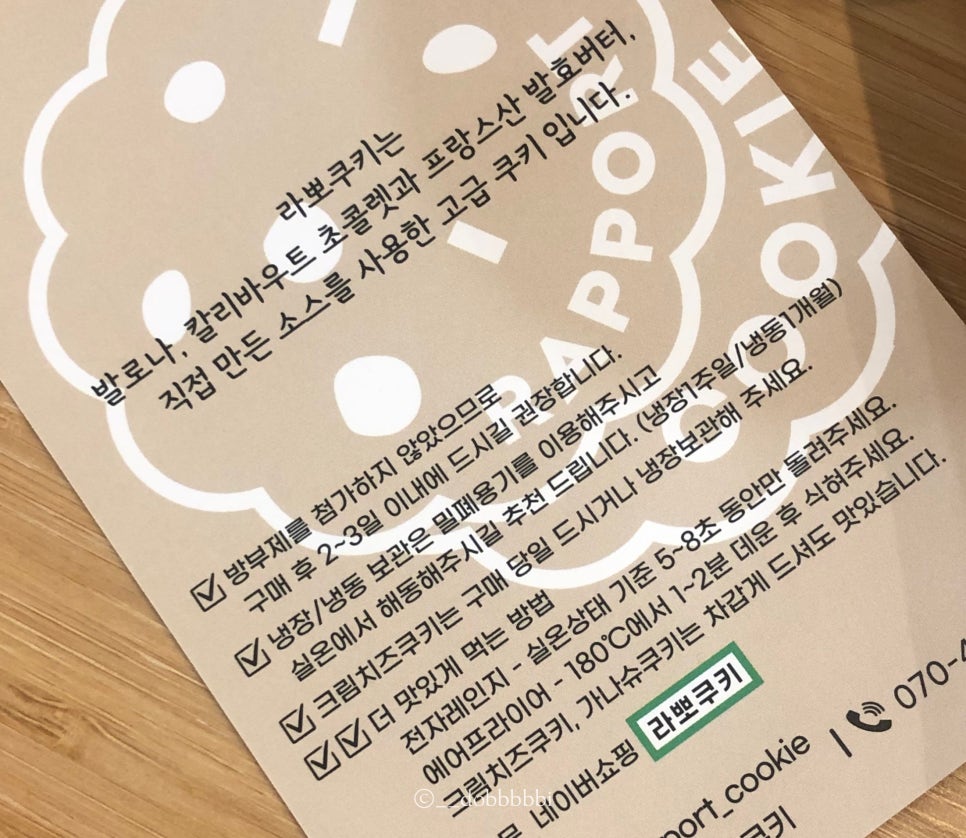 라뽀쿠키는
발로나, 칼리바우트 초콜렛과 프랑스산 발효버터,
직접 만든 소스를 사용한 고급 쿠키 입니다.
RAPPORT
COOKIE
☑ 방부제를 첨가하지 않았으므로
구매 후 2~3일 이내에 드시길 권장합니다.
☑ 냉장/냉동 보관은 밀폐용기를 이용해주시고
실온에서 해동해주시길 추천 드립니다. (냉장1주일/냉동1개월)
☑ 크림치즈쿠키는 구매 당일 드시거나 냉장보관해 주세요.
☑☑ 더 맛있게 먹는 방법
전자레인지 - 실온상태 기준 5~8초 동안만 돌려주세요.
에어프라이어 - 180℃에서 1~2분 데운 후 식혀주세요.
크림치즈쿠키, 가나슈쿠키는 차갑게 드셔도 맛있습니다.
네이버쇼핑 라뽀쿠키
port_cookie | 070-4
쿠키
©__dobbbbbi